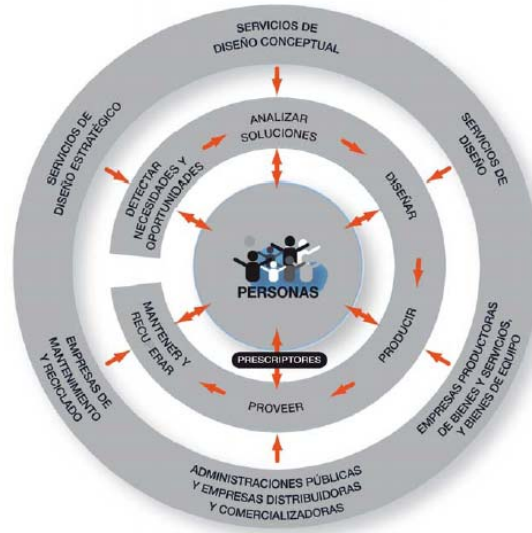 SERVICIOS DE
DISEÑO CONCEPTUAL
SERVICIOS DE
DISEÑO
EMPRESAS PRODUCTORAS
DE BIENES Y SERVICIOS,
Y BIENES DE EQUIPO
ADMINISTRACIONES PÚBLICAS
Y EMPRESAS DISTRIBUIDORAS
Y COMERCIALIZADORAS
EMPRESAS DE
MANTENIMIENTO
Y RECICLADO
SERVICIOS DE
DISEÑO ESTRATÉGICO
DETECTAR
NECESIDADES Y
OPORTUNIDADES
ANALIZAR
SOLUCIONES
DISEÑAR
PRODUCIR
PROVEER
MANTENER Y
RECU ERAR
PERSONAS
PRESCRIPTORES